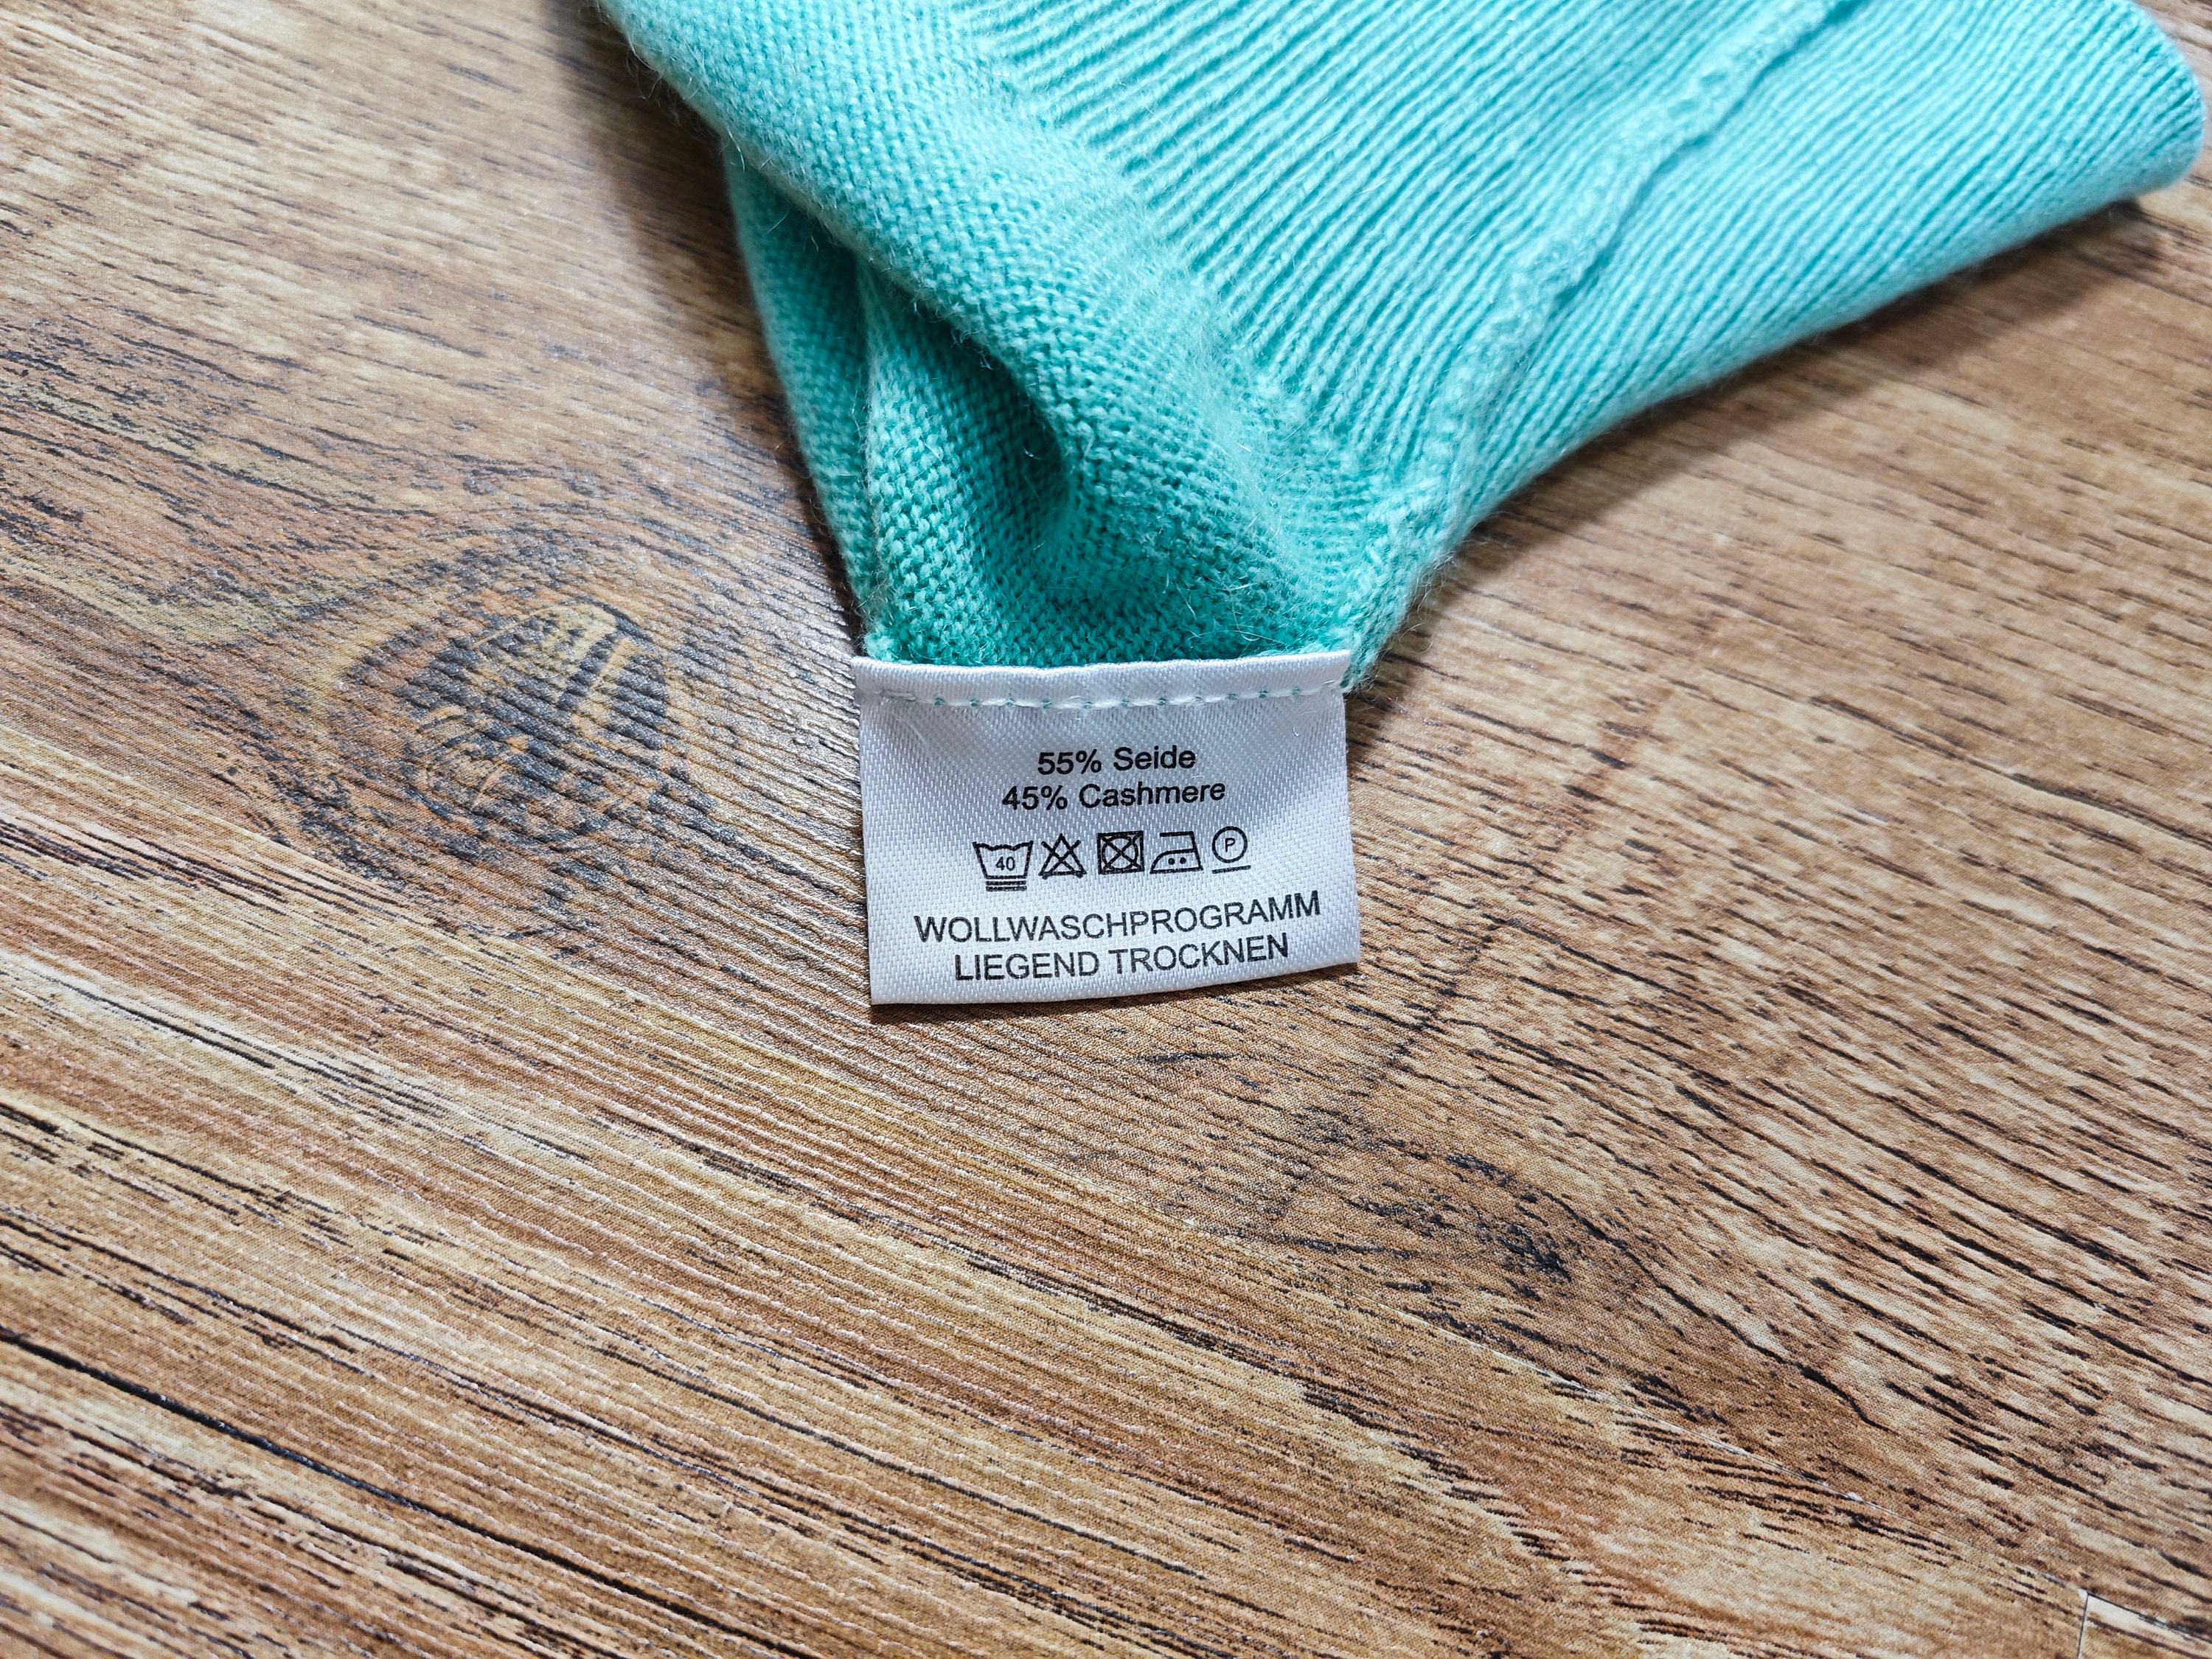 55% Seide
45% Cashmere
40 P
WOLLWASCHPROGRAMM
LIEGEND TROCKNEN